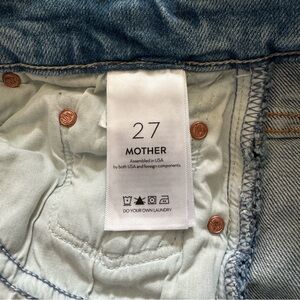 27
MOTHER
Assembled in USA
by both USA and foreign components
DO YOUR OWN LAUNDRY